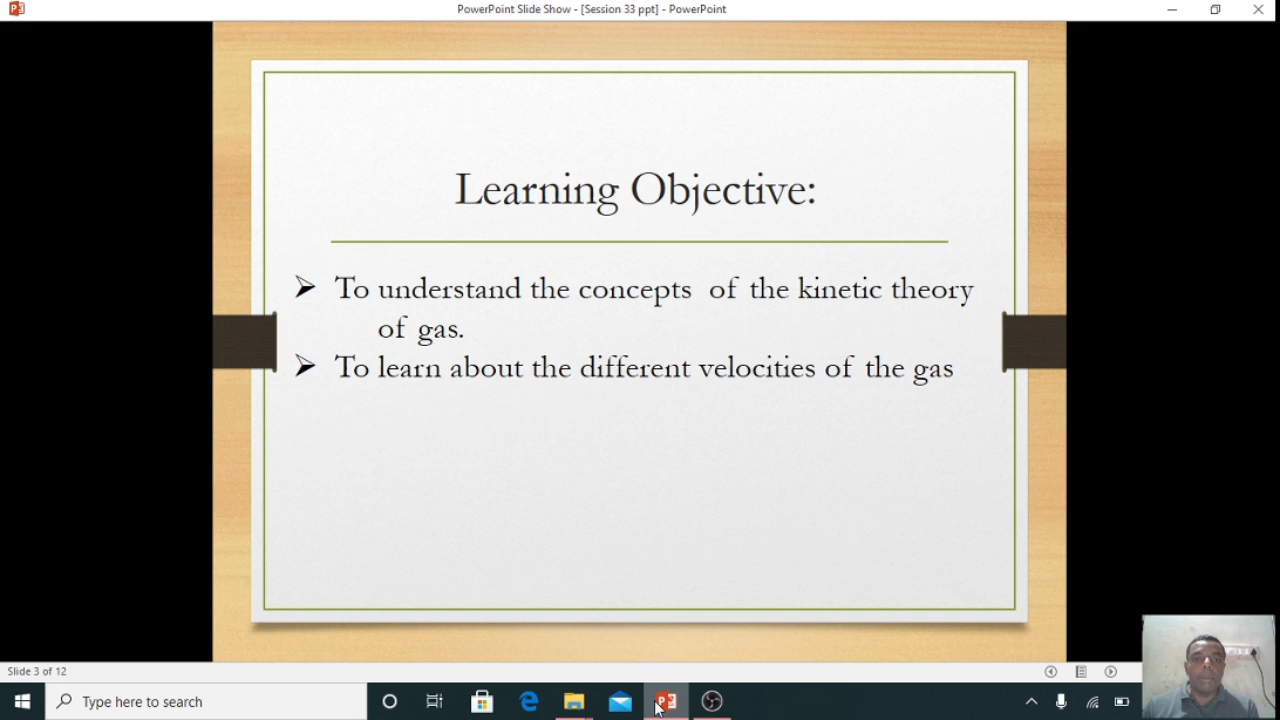 PowerPoint Slide Show - [Session 33 ppt] - PowerPoint
Learning Objective:
➢ To understand the concepts of the kinetic theory
of gas.
➢ To learn about the different velocities of the gas
Slide 3 of 12
Type here to search